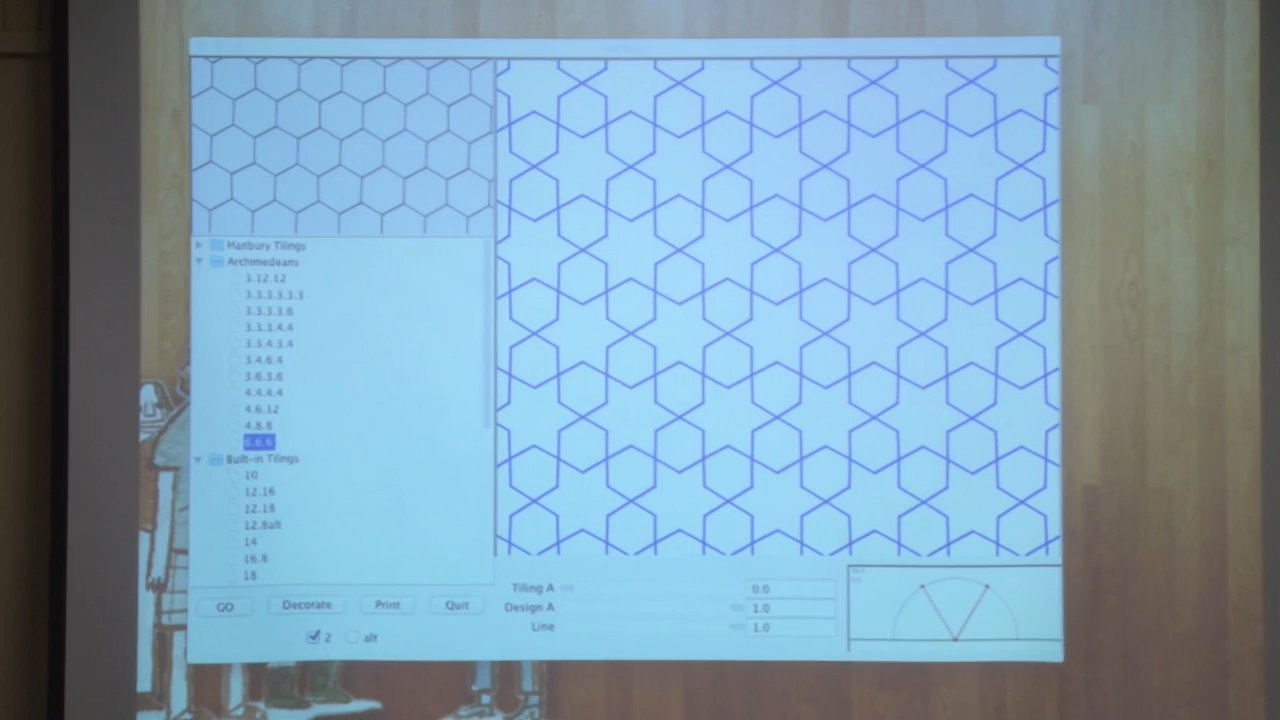 Hanbury Tilings
Archimedeans
3.12.12
3.3.3.3.3.3
3.3.3.3.6
3.3.3.4.4
3.3.4.3.4
3.4.6.4
3.6.3.6
4.4.4.4
4.6.12
4.8.8
6.6.6
Built-in Tilings
10
12.16
12.18
12.8alt
14
16.8
18
GO Decorate Print Quit
2 alt
Tiling A 0.0
Design A 1.0
Line 1.0